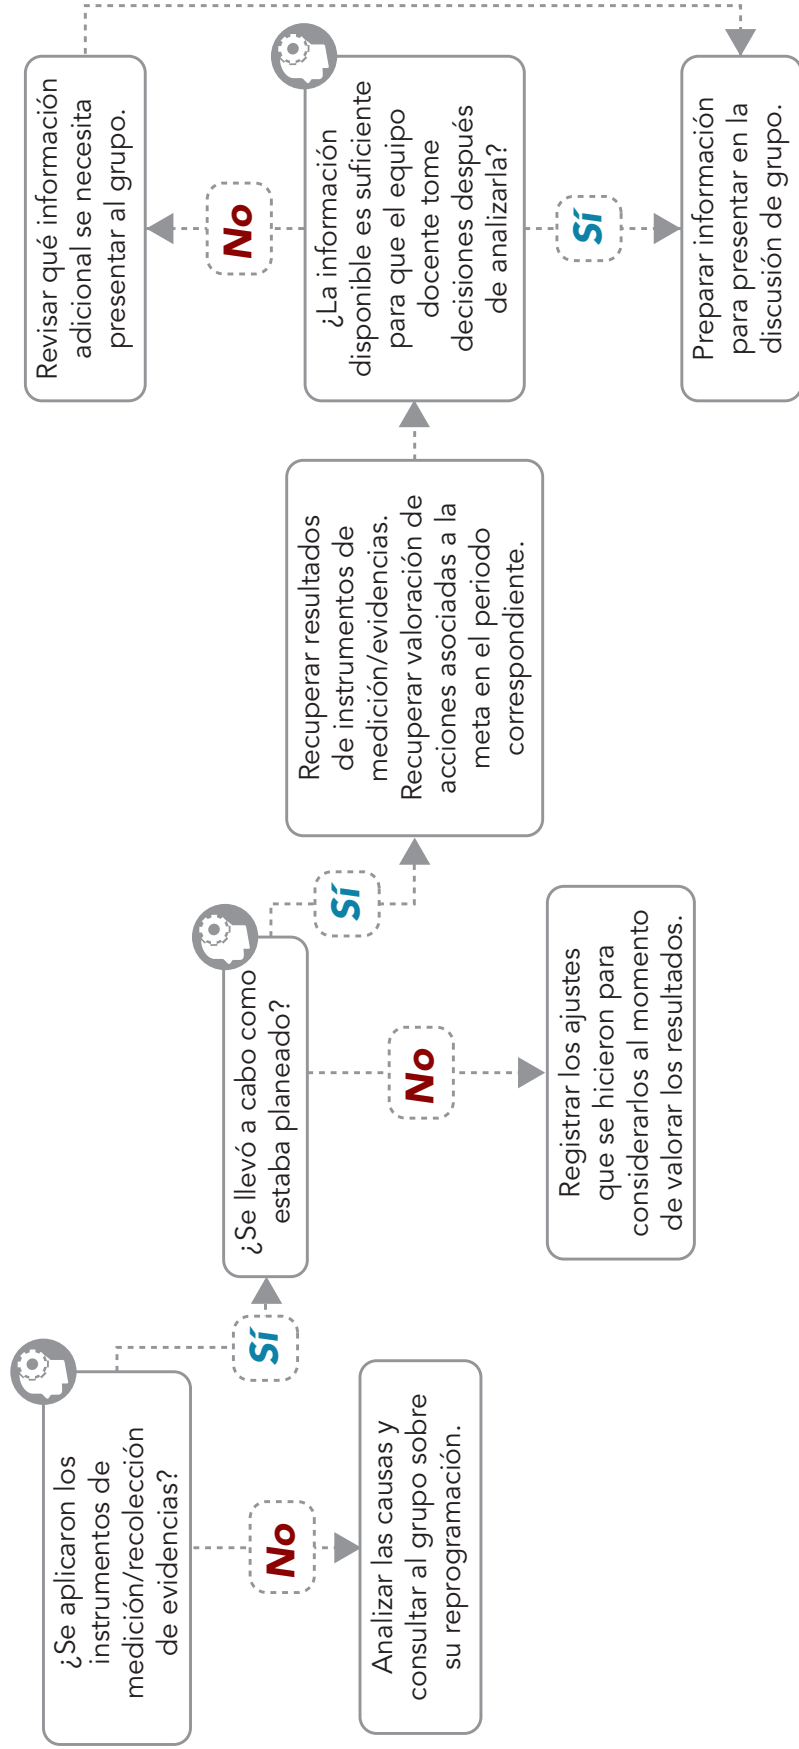 ¿Se aplicaron los
instrumentos de
medición/recolección
de evidencias?
No
Analizar las causas y
consultar al grupo sobre
su reprogramación.
Sí
¿Se llevó a cabo como
estaba planeado?
No
Registrar los ajustes
que se hicieron para
considerarlos al momento
de valorar los resultados.
Sí
Recuperar resultados
de instrumentos de
medición/evidencias.
Recuperar valoración de
acciones asociadas a la
meta en el periodo
correspondiente.
¿La información
disponible es suficiente
para que el equipo
docente tome
decisiones después
de analizarla?
No
Revisar qué información
adicional se necesita
presentar al grupo.
Sí
Preparar información
para presentar en la
discusión de grupo.